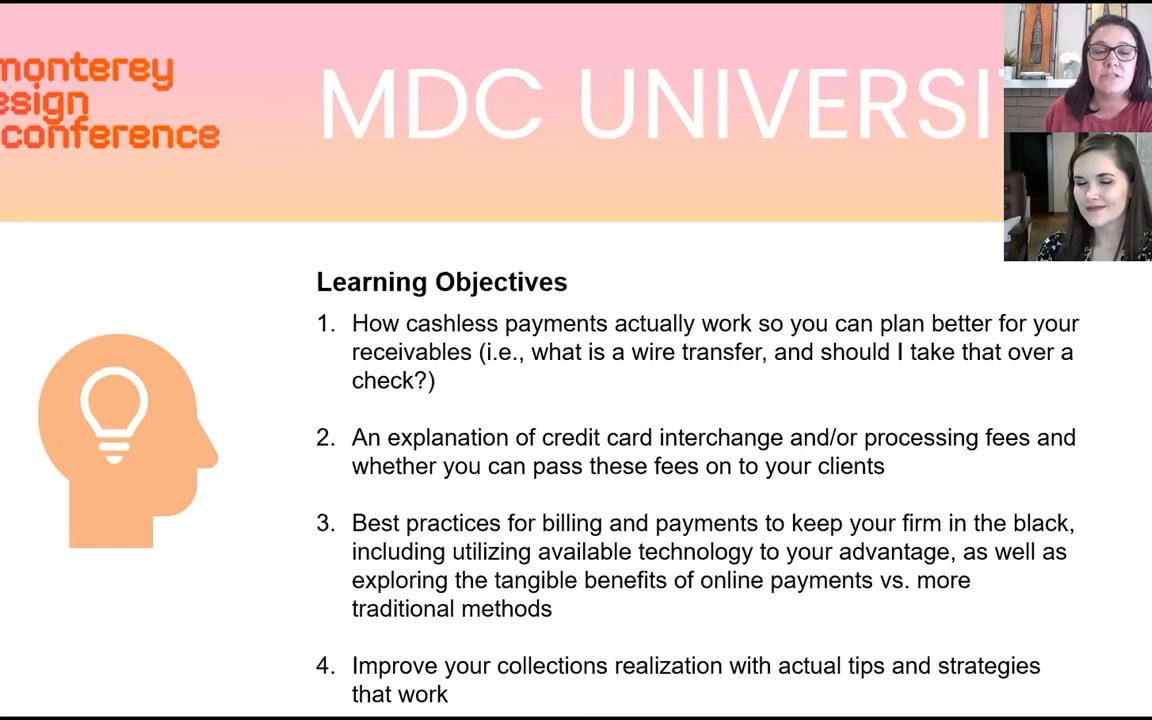 monterey
esign
conference
MDC UNIVERSI
Learning Objectives
1. How cashless payments actually work so you can plan better for your
receivables (i.e., what is a wire transfer, and should I take that over a
check?)
2. An explanation of credit card interchange and/or processing fees and
whether you can pass these fees on to your clients
3. Best practices for billing and payments to keep your firm in the black,
including utilizing available technology to your advantage, as well as
exploring the tangible benefits of online payments vs. more
traditional methods
4. Improve your collections realization with actual tips and strategies
that work